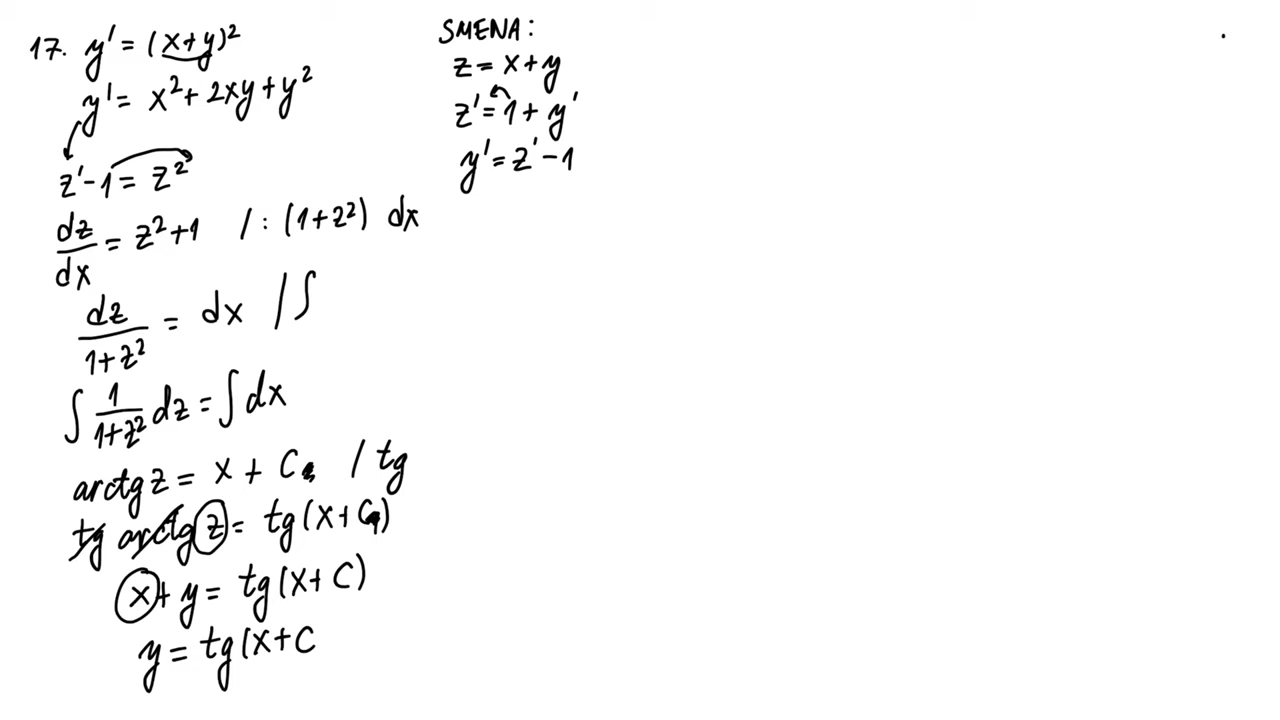 17. y' = (x+y)²
y' = x² + 2xy + y²
z' - 1 = z²
dz/dx = z² + 1 / : (1+z²) dx
dz/(1+z²) = dx / ∫
∫ 1/(1+z²) dz = ∫ dx
arctg z = x + C / tg
tg arctg z = tg(x+C)
x + y = tg(x+C)
y = tg(x+C
SMENA:
z = x + y
z' = 1 + y'
y' = z' - 1